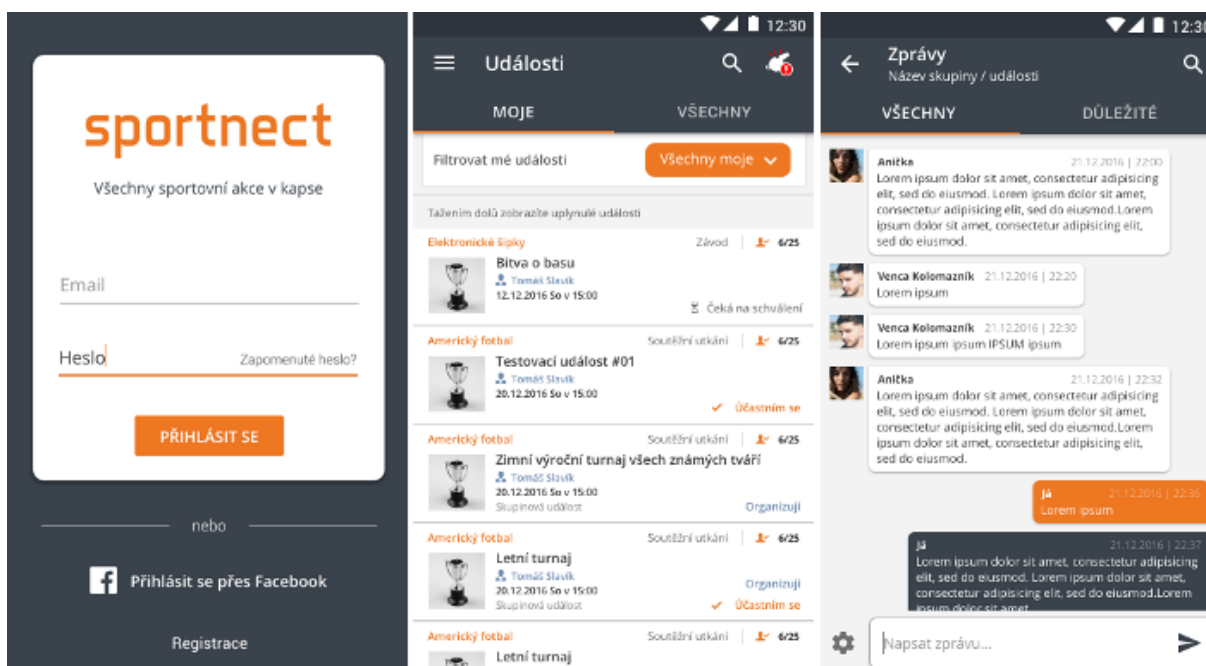 sportnect
Všechny sportovní akce v kapse
Email
Heslo
Zapomenuté heslo?
PŘIHLÁSIT SE
nebo
Přihlásit se přes Facebook
Registrace
12:30
Události
MOJE
VŠECHNY
Filtrovat mé události
Všechny moje
Tažením dolů zobrazíte uplynulé události
Elektronické šipky Závod 6/25
Bitva o basu
Tomáš Slavík
12.12.2016 So v 15:00
Čeká na schválení
Americký fotbal Soutěžní utkání 6/25
Testovací událost #01
Tomáš Slavík
20.12.2016 So v 15:00
Účastním se
Americký fotbal Soutěžní utkání 6/25
Zimní výroční turnaj všech známých tváří
Tomáš Slavík
20.12.2016 So v 15:00
Skupinová událost
Organizuji
Americký fotbal Soutěžní utkání 6/25
Letní turnaj
Tomáš Slavík
Organizuji
20.12.2016 So v 15:00
Skupinová událost
Účastním se
Americký fotbal Soutěžní utkání 6/25
Letní turnaj
12:30
Zprávy
Název skupiny / události
VŠECHNY
DŮLEŽITÉ
Anička 21.12.2016 | 22:00
Lorem ipsum dolor sit amet, consectetur adipisicing
elit, sed do eiusmod. Lorem ipsum dolor sit amet,
consectetur adipisicing elit, sed do eiusmod.Lorem
ipsum dolor sit amet, consectetur adipisicing elit,
sed do eiusmod.
Venca Kolomazník 21.12.2016 | 22:20
Lorem ipsum
Venca Kolomazník 21.12.2016 | 22:30
Lorem ipsum ipsum IPSUM ipsum
Anička 21.12.2016 | 22:32
Lorem ipsum dolor sit amet, consectetur adipisicing
elit, sed do eiusmod. Lorem ipsum dolor sit amet,
consectetur adipisicing elit, sed do eiusmod.Lorem
ipsum dolor sit amet, consectetur adipisicing elit,
sed do eiusmod.
Já 21.12.2016 | 22:36
Lorem ipsum
Já 21.12.2016 | 22:37
Lorem ipsum dolor sit amet, consectetur adipisicing
elit, sed do eiusmod. Lorem ipsum dolor sit amet,
consectetur adipisicing elit, sed do eiusmod.Lorem
ipsum dolor sit amet
Napsat zprávu...